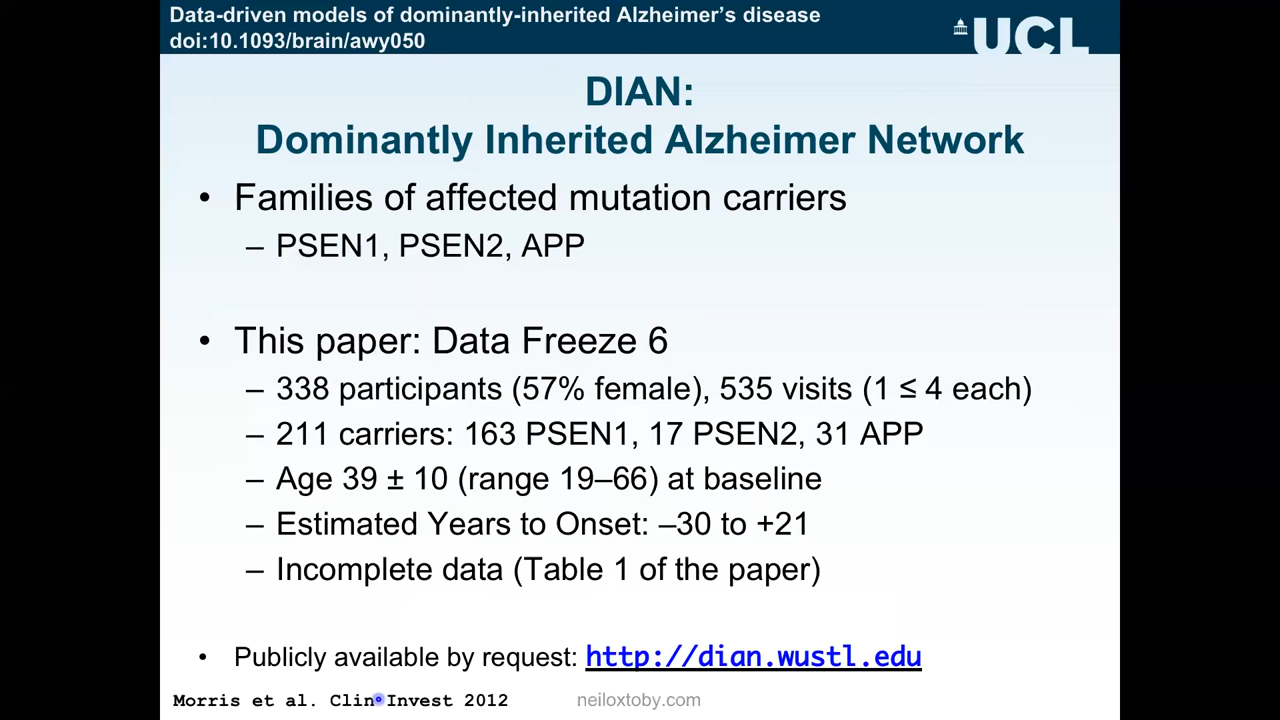 Data-driven models of dominantly-inherited Alzheimer's disease
doi:10.1093/brain/awy050
UCL
DIAN:
Dominantly Inherited Alzheimer Network
• Families of affected mutation carriers
– PSEN1, PSEN2, APP
• This paper: Data Freeze 6
– 338 participants (57% female), 535 visits (1 ≤ 4 each)
– 211 carriers: 163 PSEN1, 17 PSEN2, 31 APP
– Age 39 ± 10 (range 19–66) at baseline
– Estimated Years to Onset: –30 to +21
– Incomplete data (Table 1 of the paper)
• Publicly available by request: http://dian.wustl.edu
Morris et al. Clin Invest 2012
neiloxtoby.com